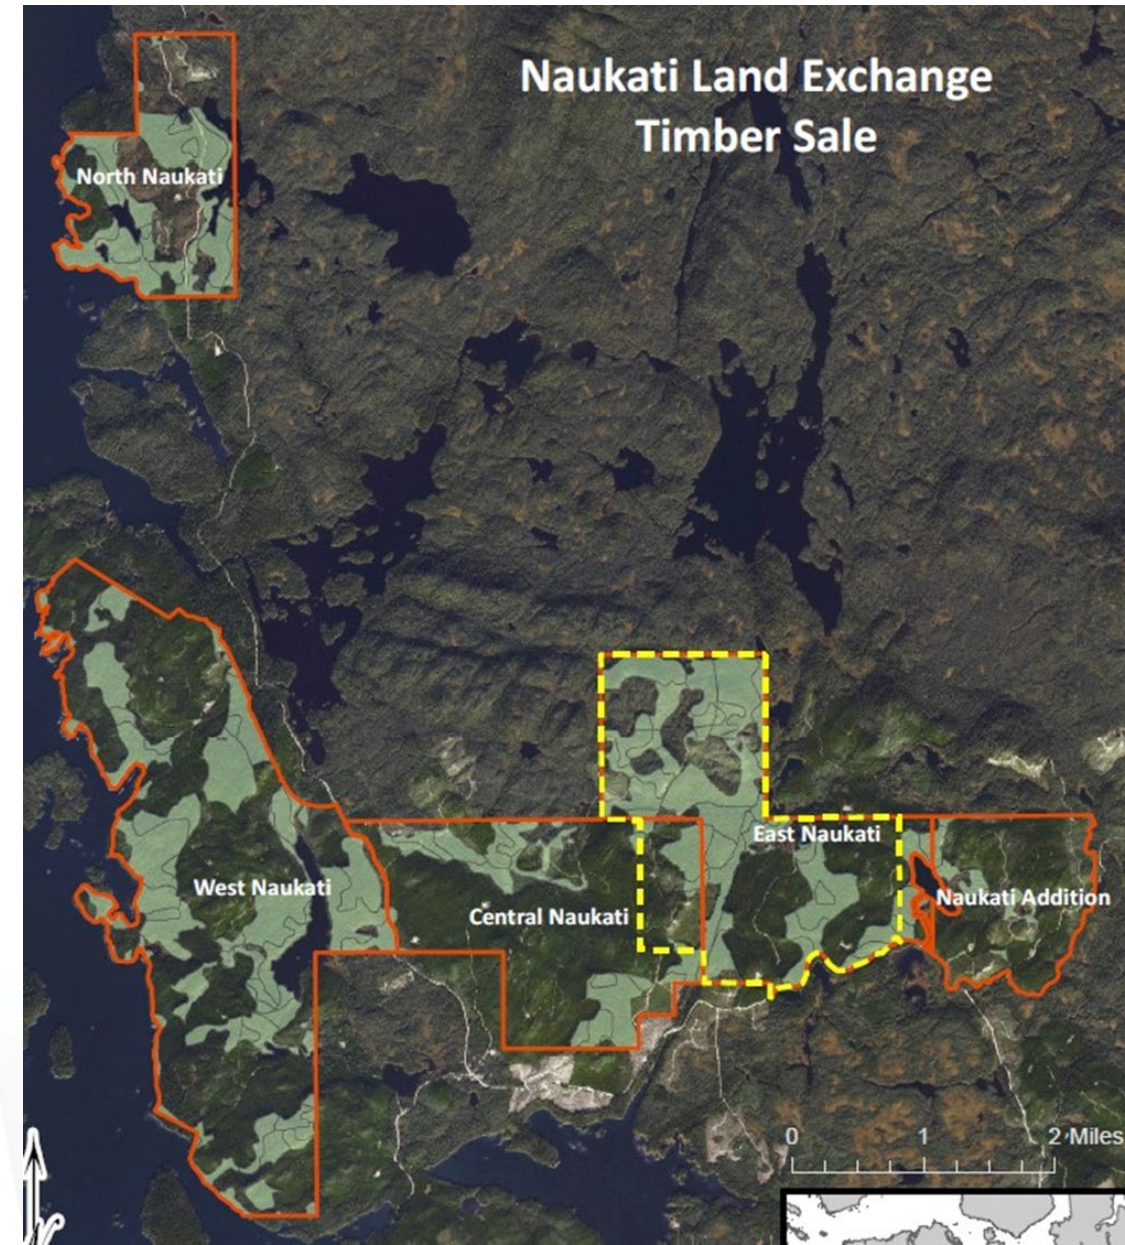 Naukati Land Exchange
Timber Sale
North Naukati
East Naukati
West Naukati
Naukati Addition
Central Naukati
0 1 2 Miles